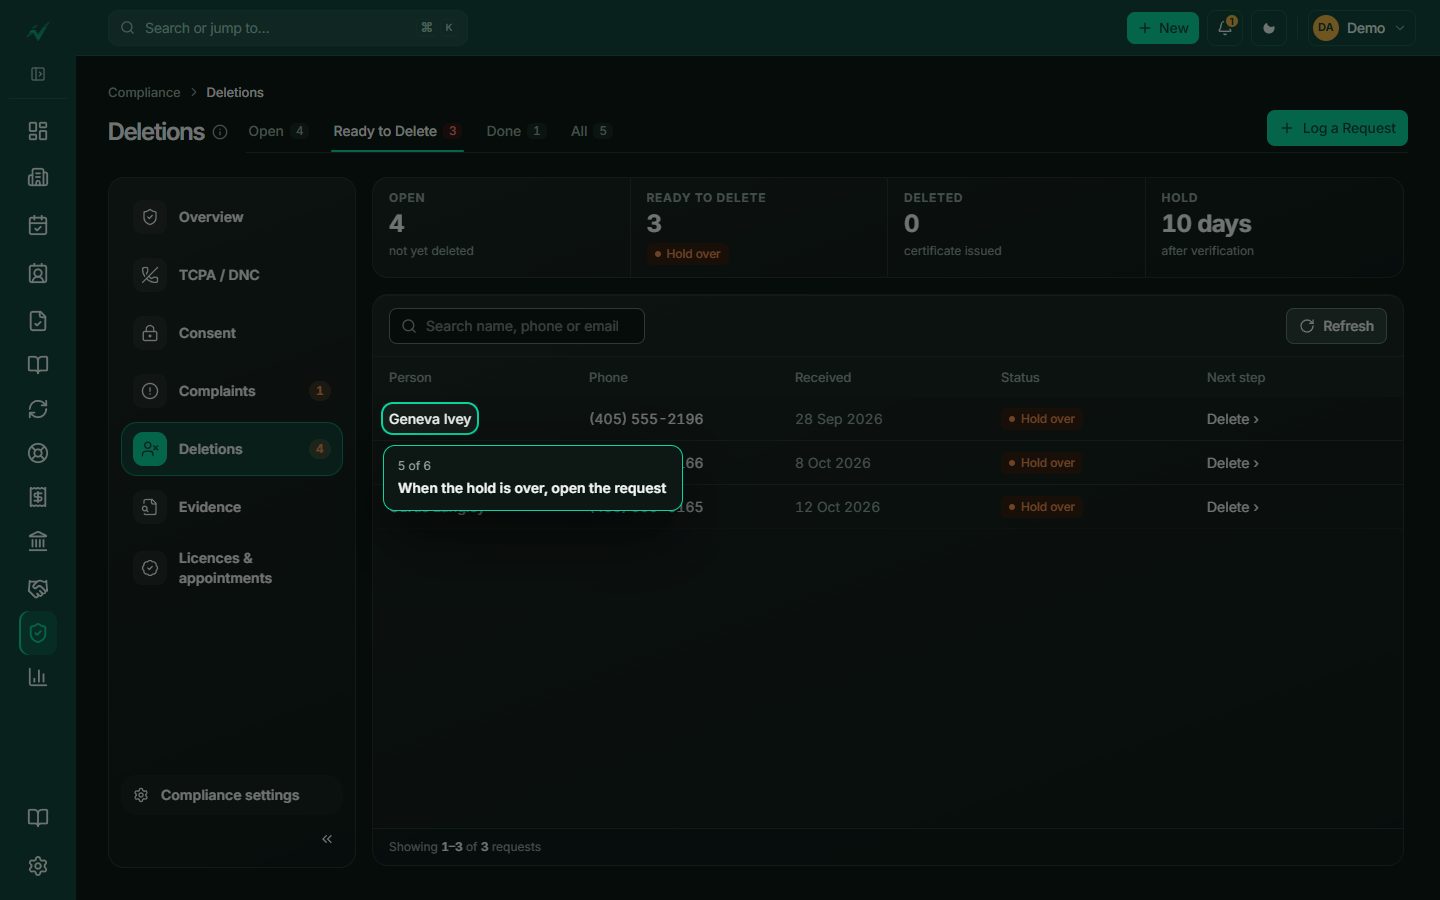 Search or jump to...
⌘ K
New
1
DA
Demo
Compliance > Deletions
Deletions
Open 4
Ready to Delete 3
Done 1
All 5
Log a Request
Overview
TCPA / DNC
Consent
Complaints 1
Deletions 4
Evidence
Licences &
appointments
Compliance settings
OPEN
4
not yet deleted
READY TO DELETE
3
Hold over
DELETED
0
certificate issued
HOLD
10 days
after verification
Search name, phone or email
Refresh
Person Phone Received Status Next step
Geneva Ivey (405) 555-2196 28 Sep 2026 Hold over Delete ›
5 of 6
When the hold is over, open the request
66 8 Oct 2026 Hold over Delete ›
165 12 Oct 2026 Hold over Delete ›
Showing 1–3 of 3 requests